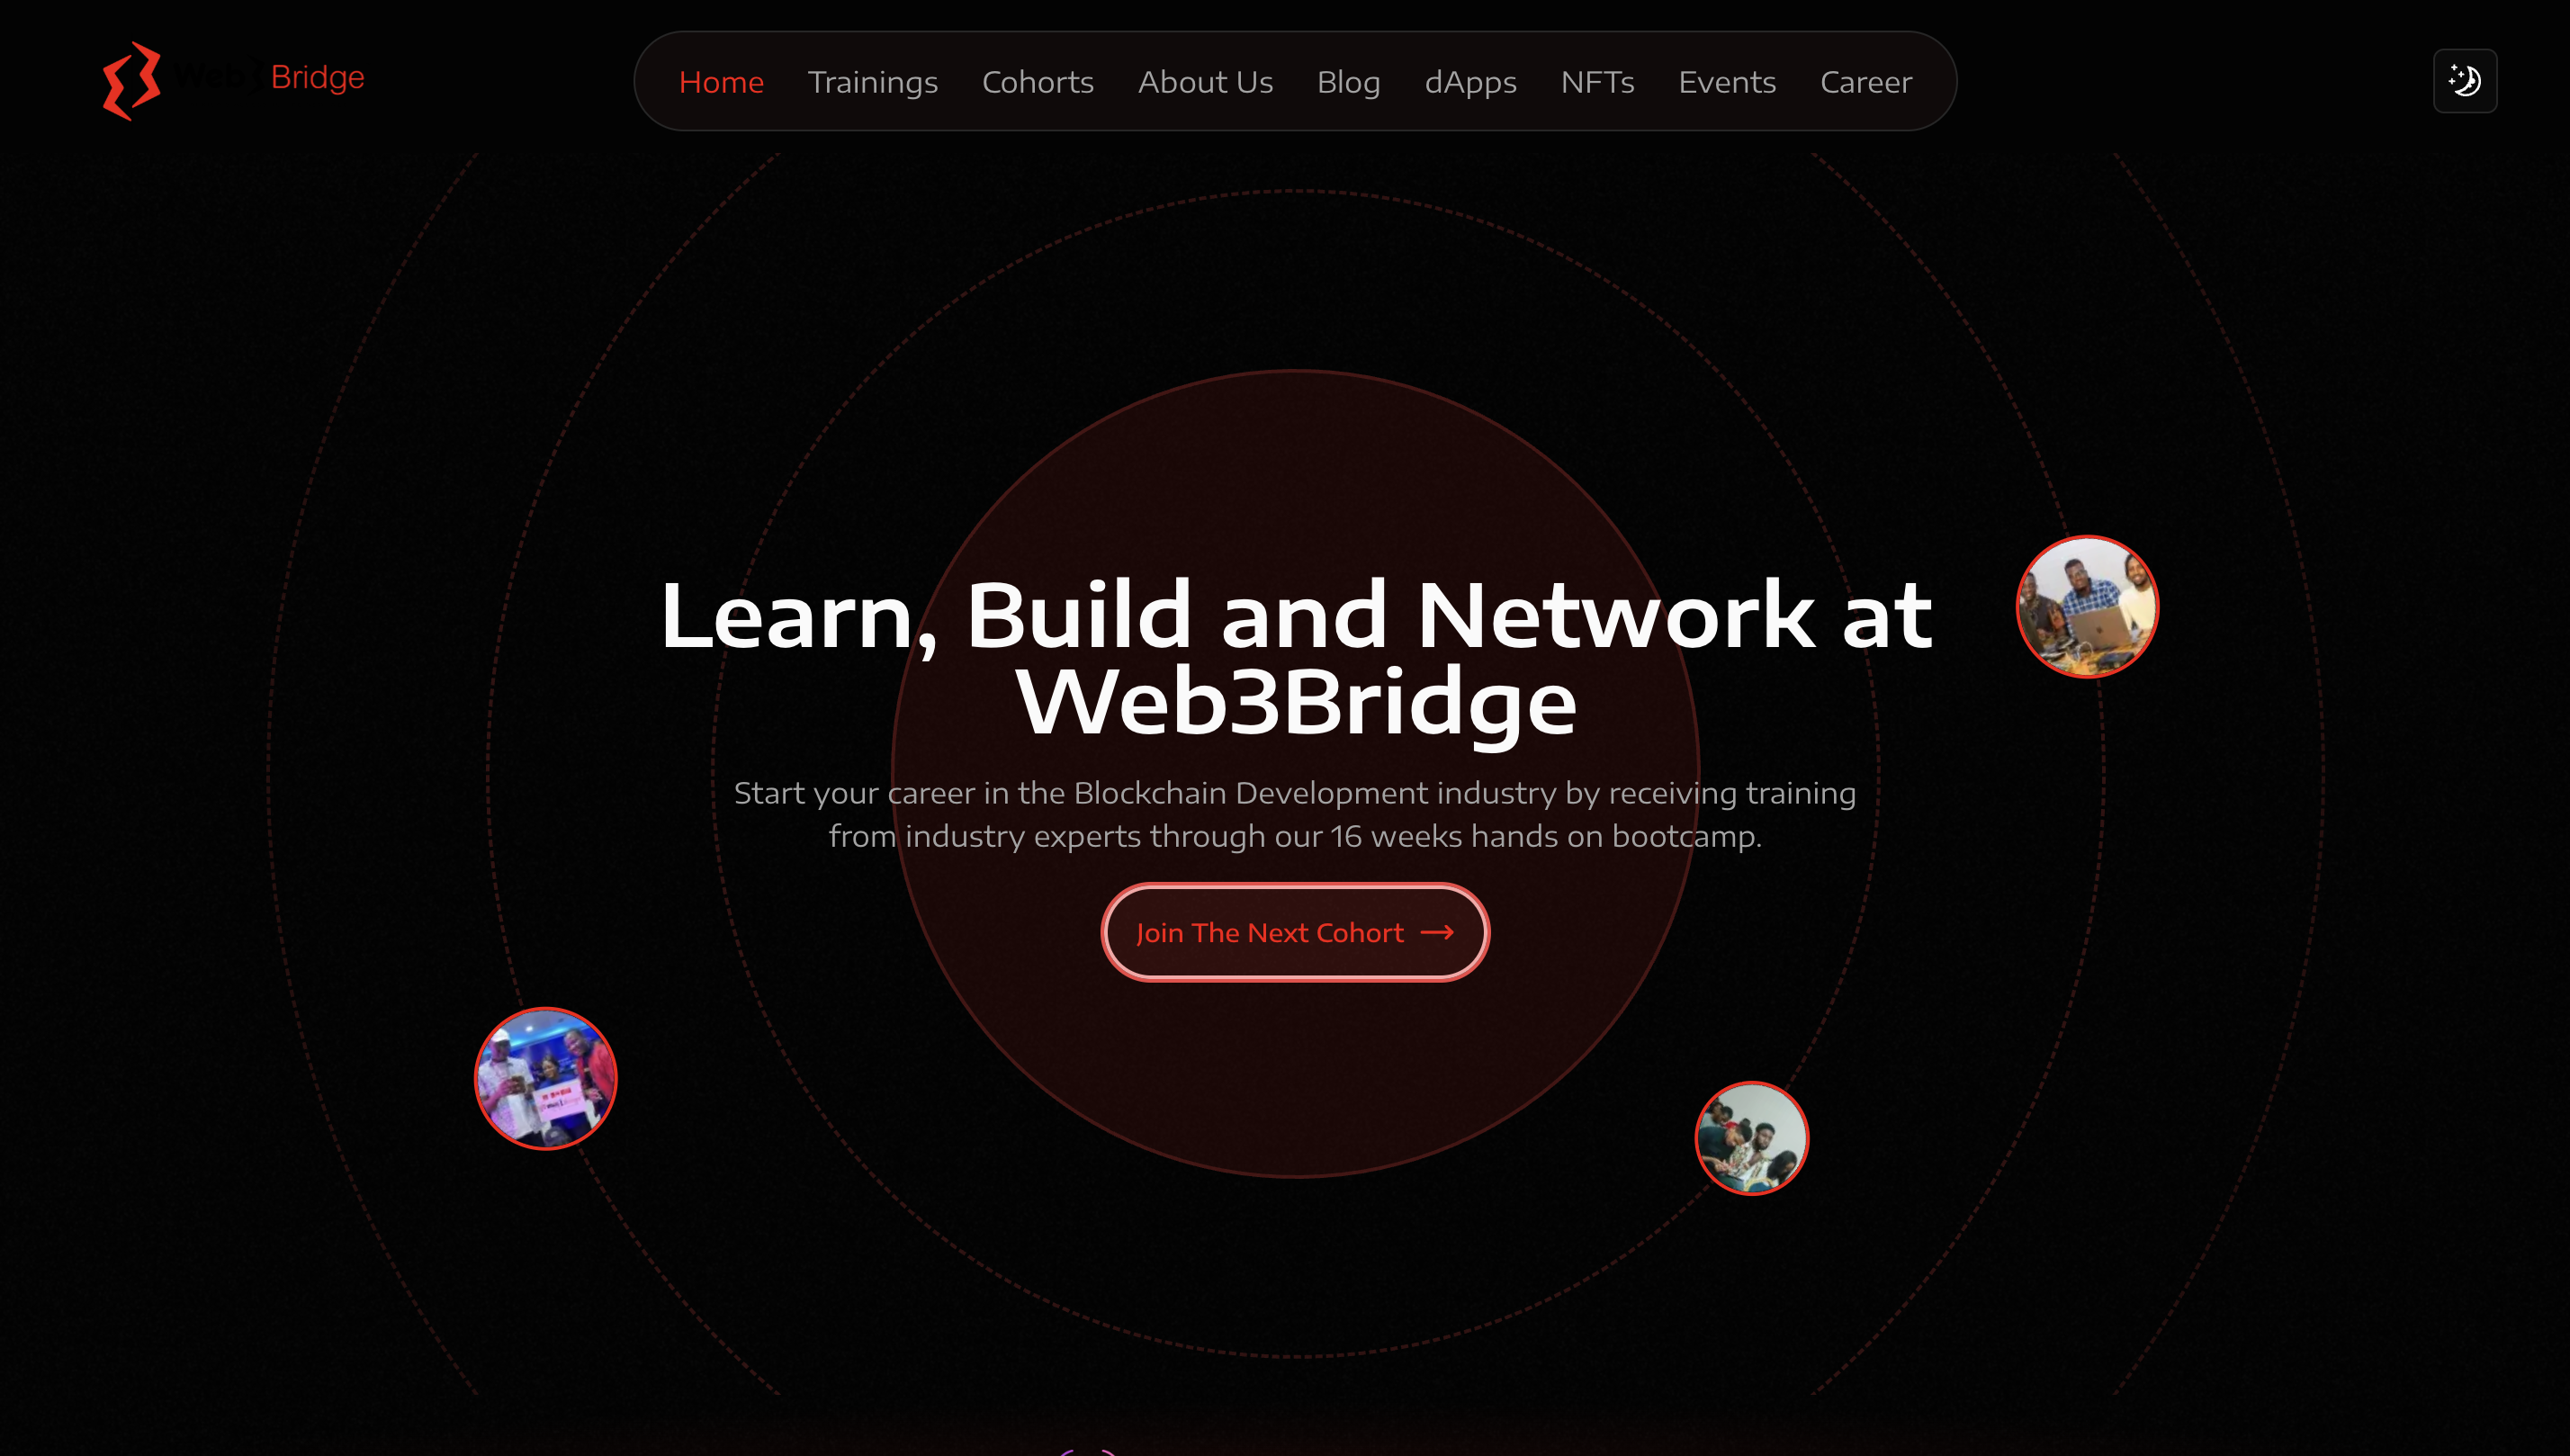 Web3Bridge
Home Trainings Cohorts About Us Blog dApps NFTs Events Career
Learn, Build and Network at
Web3Bridge
Start your career in the Blockchain Development industry by receiving training
from industry experts through our 16 weeks hands on bootcamp.
Join The Next Cohort →